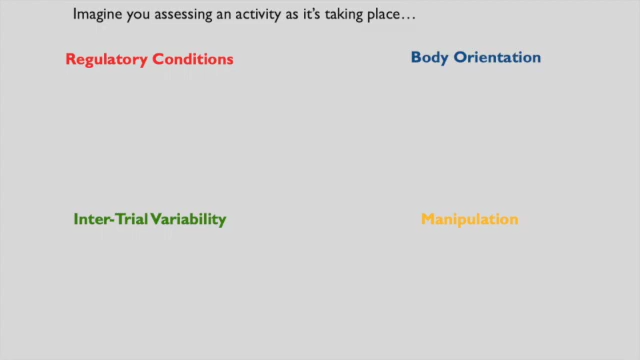 Imagine you assessing an activity as it's taking place…
Regulatory Conditions
Body Orientation
Inter-Trial Variability
Manipulation